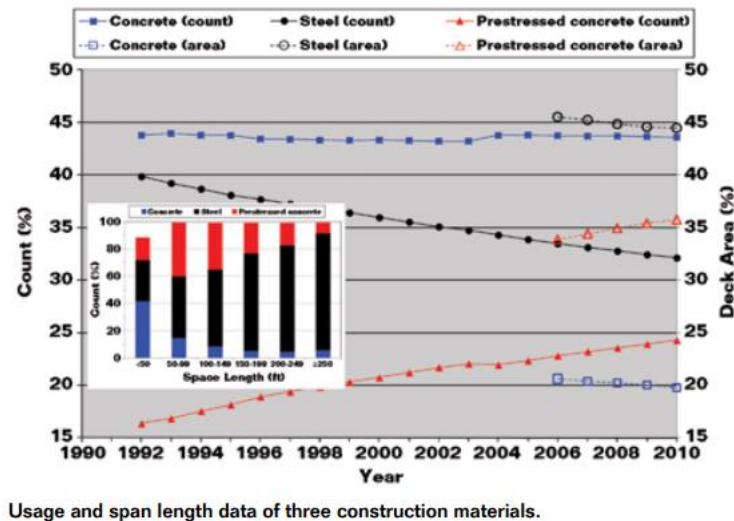 Concrete (count) Steel (count) Prestressed concrete (count)
Concrete (area) Steel (area) Prestressed concrete (area)
50 50
45 45
40 40
35 35
30 30
25 25
20 20
15 15
Count (%)
Deck Area (%)
Concrete Steel Perstressed concrete
100
80
60
40
20
0
Count (%)
<50 50-99 100-149 150-199 200-249 ≥250
Space Length (ft)
1990 1992 1994 1996 1998 2000 2002 2004 2006 2008 2010
Year
Usage and span length data of three construction materials.